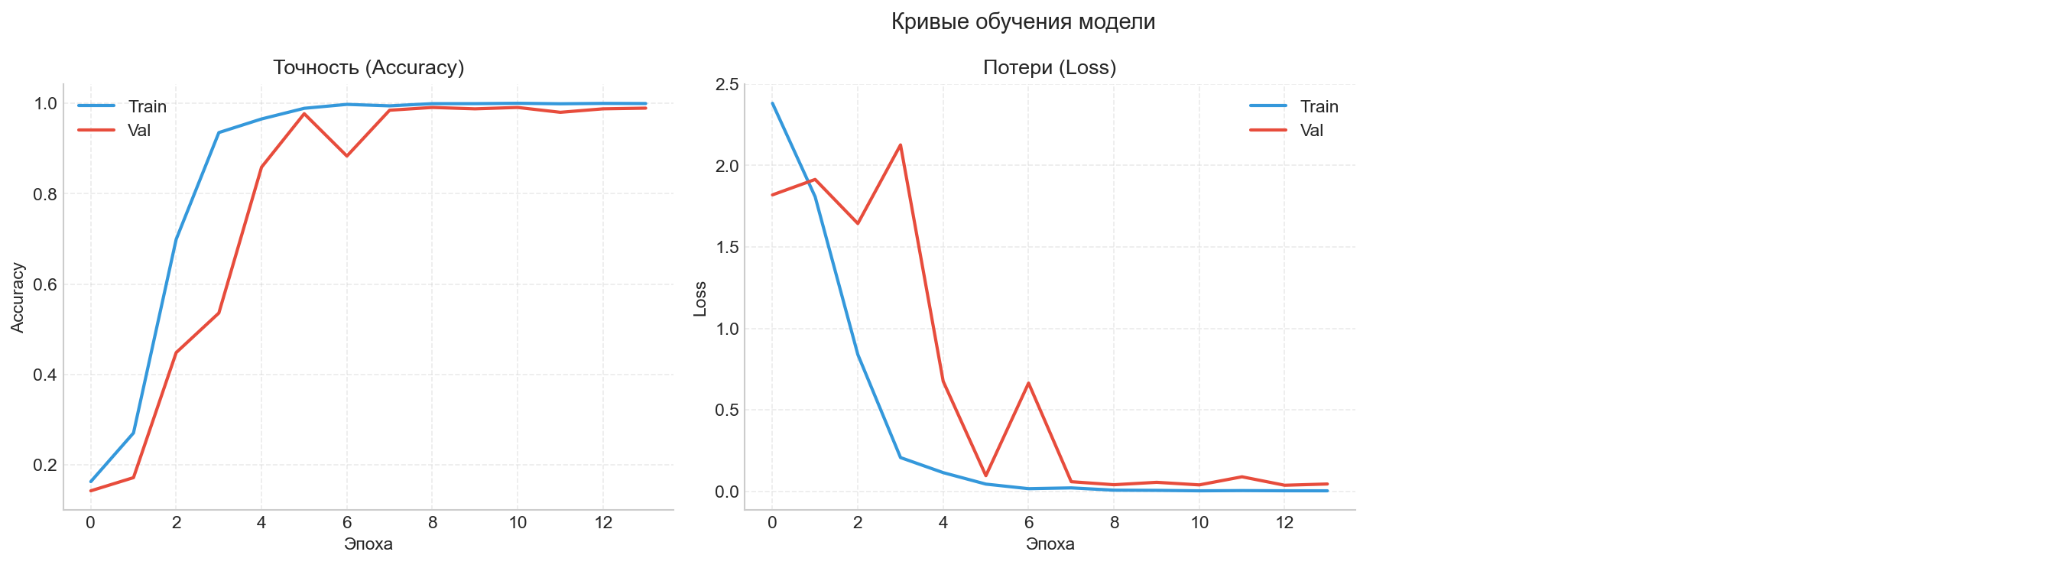 Кривые обучения модели
Точность (Accuracy)
1.0
0.8
0.6
0.4
0.2
Accuracy
Train
Val
0 2 4 6 8 10 12
Эпоха
Потери (Loss)
2.5
2.0
1.5
1.0
0.5
0.0
Loss
Train
Val
0 2 4 6 8 10 12
Эпоха